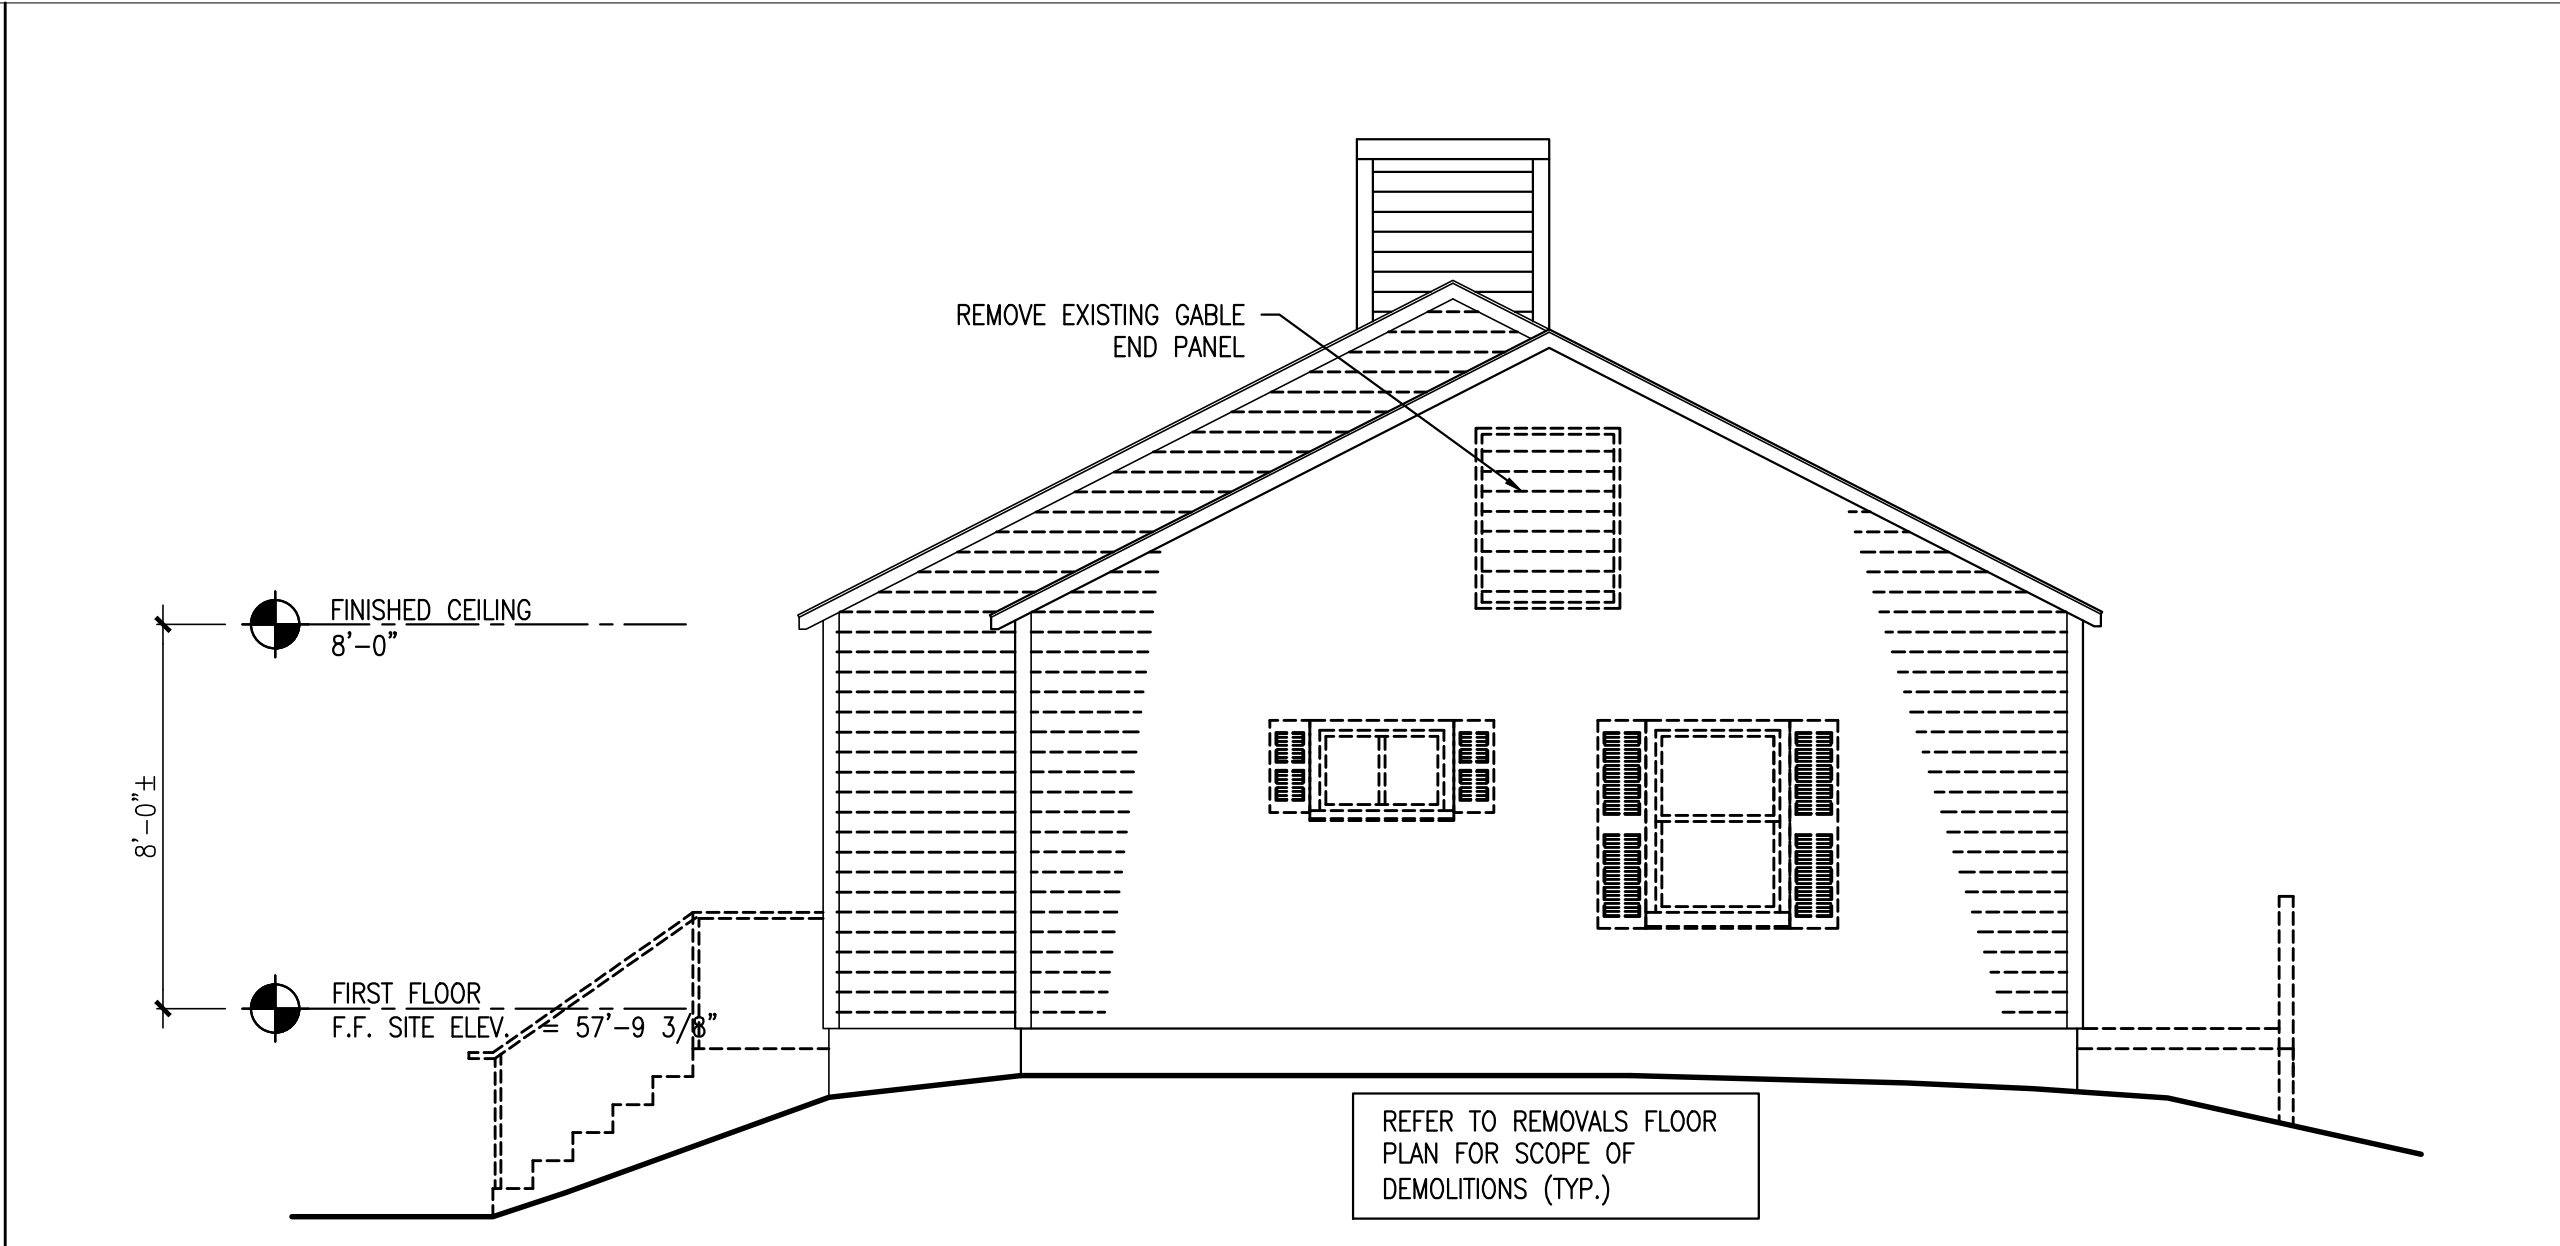 REMOVE EXISTING GABLE
END PANEL
FINISHED CEILING
8'-0"
8'-0"±
FIRST FLOOR
F.F. SITE ELEV. = 57'-9 3/8"
REFER TO REMOVALS FLOOR
PLAN FOR SCOPE OF
DEMOLITIONS (TYP.)